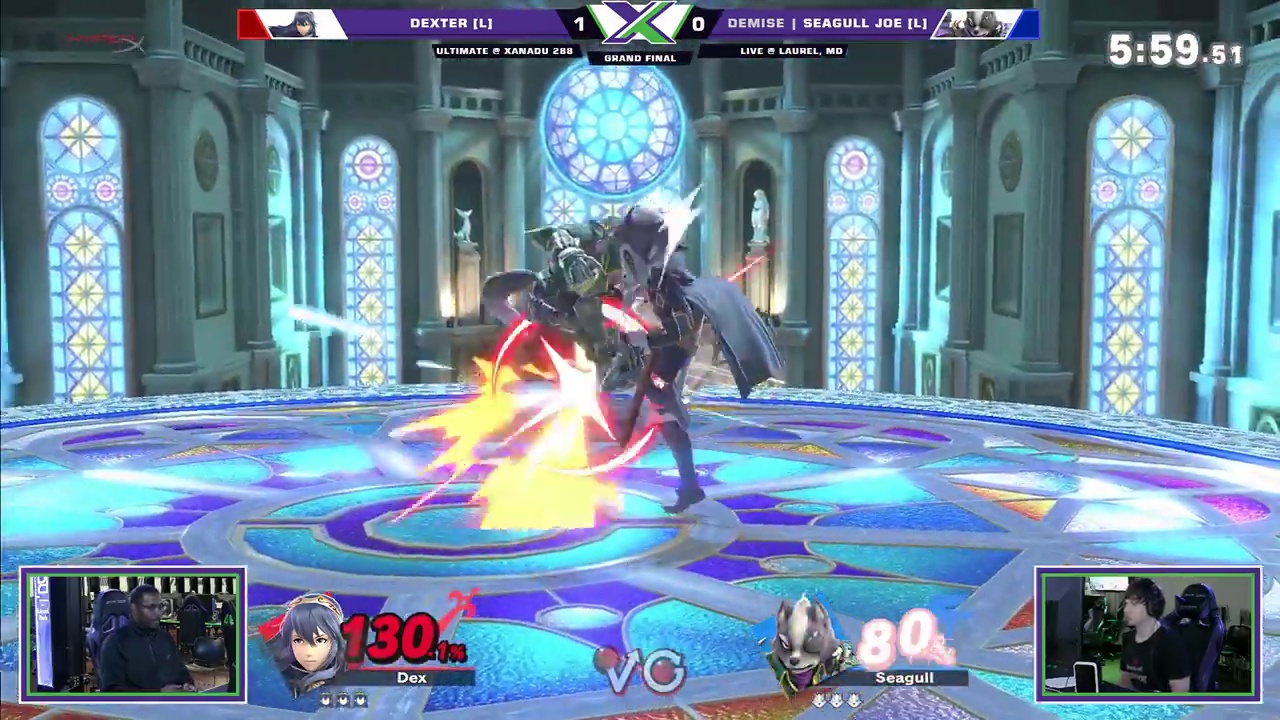 DEXTER [L] 1 0 DEMISE | SEAGULL JOE [L]
ULTIMATE @ XANADU 288 LIVE @ LAUREL, MD
GRAND FINAL
HYPERX
5:59.51
130.1% 80
Dex Seagull